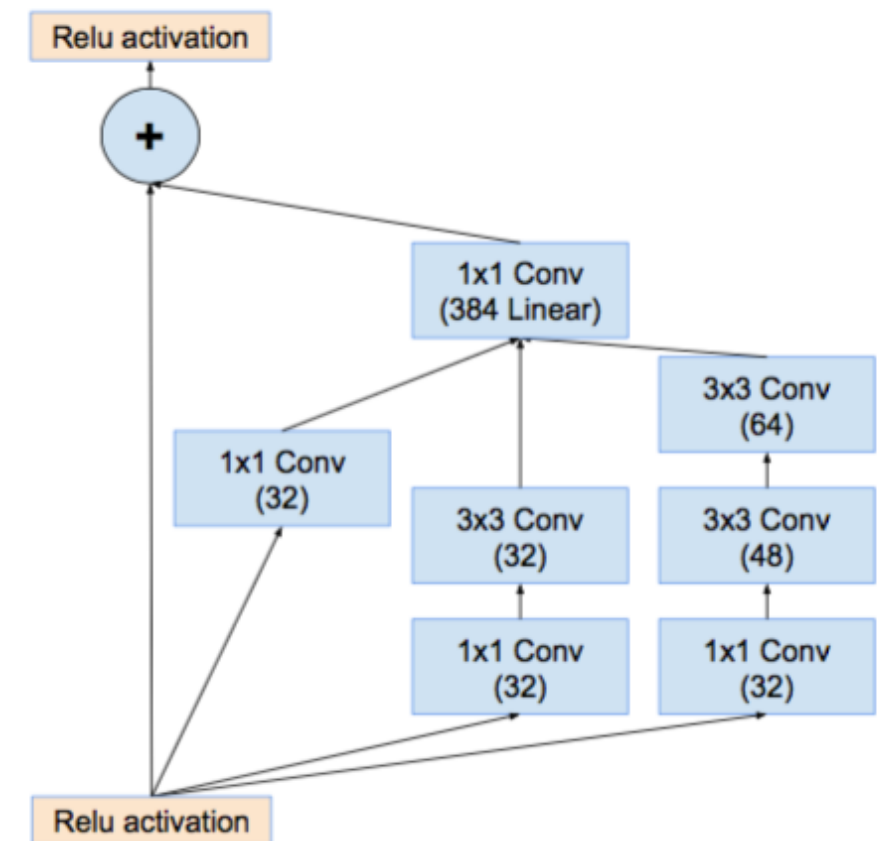 Relu activation
+
1x1 Conv
(384 Linear)
3x3 Conv
(64)
1x1 Conv
(32)
3x3 Conv
(32)
3x3 Conv
(48)
1x1 Conv
(32)
1x1 Conv
(32)
Relu activation